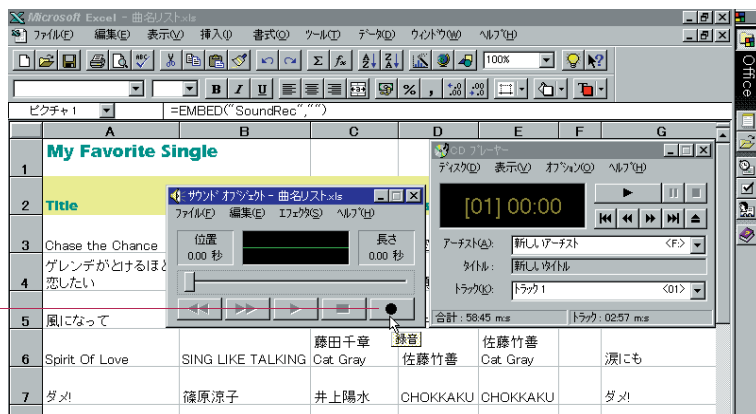 Microsoft Excel - 曲名リスト.xls
ファイル(F) 編集(E) 表示(V) 挿入(I) 書式(O) ツール(T) データ(D) ウィンドウ(W) ヘルプ(H)
100%
B I U % ,
ピクチャ 1 =EMBED("SoundRec","")
A B C D E F G
1 My Favorite Single
2 Title
3 Chase the Chance
4 ゲレンデがとけるほど
恋したい
5 風になって
6 Spirit Of Love SING LIKE TALKING 藤田千章
Cat Gray 佐藤竹善 佐藤竹善
Cat Gray 涙にも
7 ダメ! 篠原涼子 井上陽水 CHOKKAKU CHOKKAKU ダメ!
サウンド オブジェクト - 曲名リスト.xls
ファイル(F) 編集(E) エフェクト(S) ヘルプ(H)
位置
0.00 秒
長さ
0.00 秒
録音
CD プレーヤー
ディスク(D) 表示(V) オプション(O) ヘルプ(H)
[01] 00:00
アーチスト(A): 新しいアーチスト <F:>
タイトル: 新しいタイトル
トラック(K): トラック 1 <01>
合計 : 58:45 m:s トラック : 02:57 m:s
Office